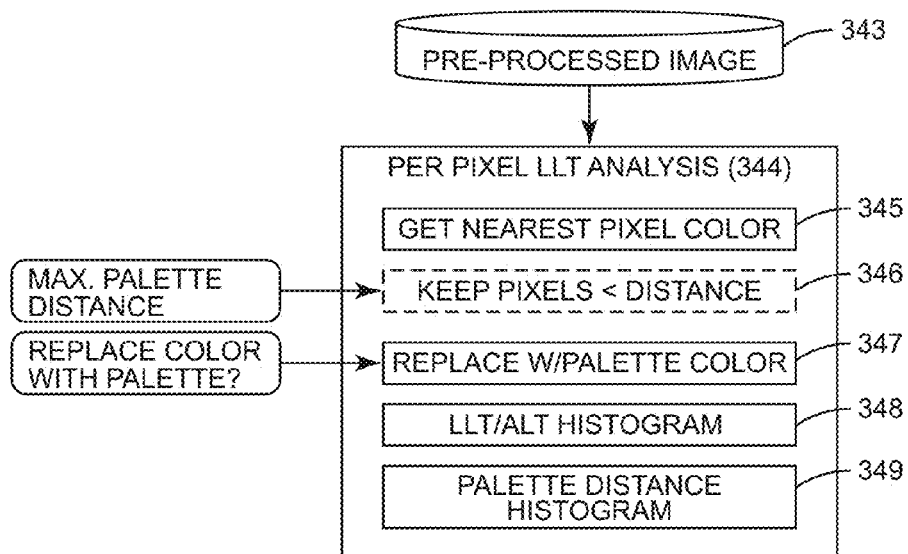 343
PRE-PROCESSED IMAGE
PER PIXEL LLT ANALYSIS (344)
345
GET NEAREST PIXEL COLOR
346
MAX. PALETTE
DISTANCE
KEEP PIXELS < DISTANCE
347
REPLACE COLOR
WITH PALETTE?
REPLACE W/PALETTE COLOR
348
LLT/ALT HISTOGRAM
349
PALETTE DISTANCE
HISTOGRAM